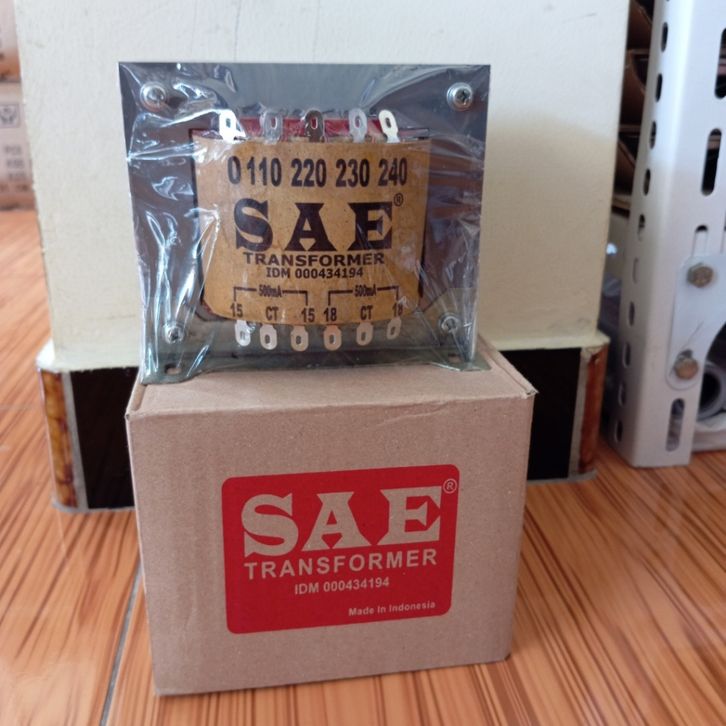 0 110 220 230 240
SAE®
TRANSFORMER
IDM 000434194
500mA 500mA
15 CT 15 18 CT 18
SAE®
TRANSFORMER
IDM 000434194
Made In Indonesia